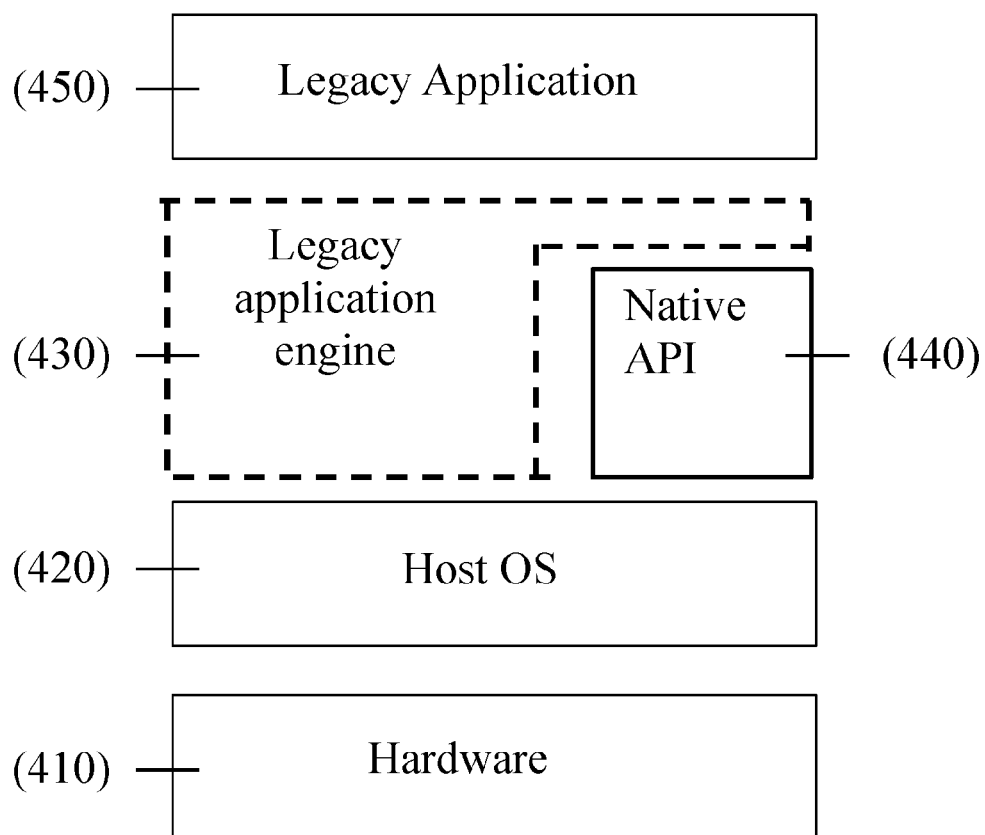 (450)
Legacy Application
Legacy
application
engine
(430)
Native
API
(440)
(420)
Host OS
(410)
Hardware